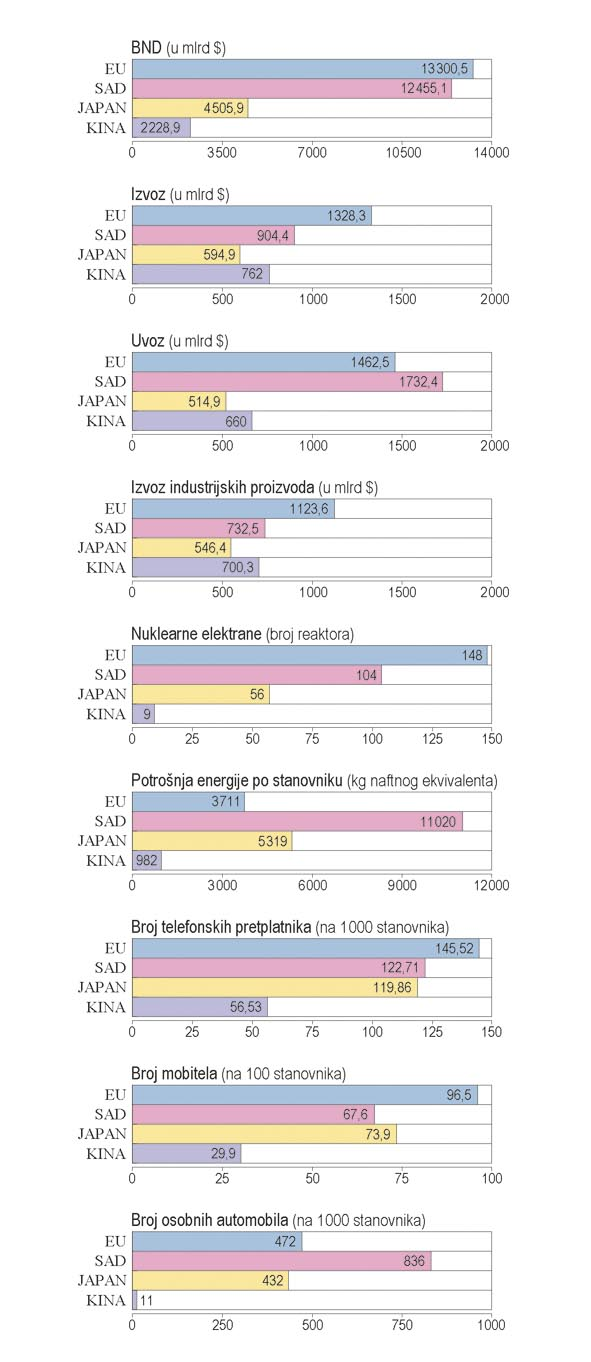 BND (u mlrd $)
EU 13300,5
SAD 12455,1
JAPAN 4505,9
KINA 2228,9
0 3500 7000 10500 14000
Izvoz (u mlrd $)
EU 1328,3
SAD 904,4
JAPAN 594,9
KINA 762
0 500 1000 1500 2000
Uvoz (u mlrd $)
EU 1462,5
SAD 1732,4
JAPAN 514,9
KINA 660
0 500 1000 1500 2000
Izvoz industrijskih proizvoda (u mlrd $)
EU 1123,6
SAD 732,5
JAPAN 546,4
KINA 700,3
0 500 1000 1500 2000
Nuklearne elektrane (broj reaktora)
EU 148
SAD 104
JAPAN 56
KINA 9
0 25 50 75 100 125 150
Potrošnja energije po stanovniku (kg naftnog ekvivalenta)
EU 3711
SAD 11020
JAPAN 5319
KINA 982
0 3000 6000 9000 12000
Broj telefonskih pretplatnika (na 1000 stanovnika)
EU 145,52
SAD 122,71
JAPAN 119,86
KINA 56,53
0 25 50 75 100 125 150
Broj mobitela (na 100 stanovnika)
EU 96,5
SAD 67,6
JAPAN 73,9
KINA 29,9
0 25 50 75 100
Broj osobnih automobila (na 1000 stanovnika)
EU 472
SAD 836
JAPAN 432
KINA 11
0 250 500 750 1000